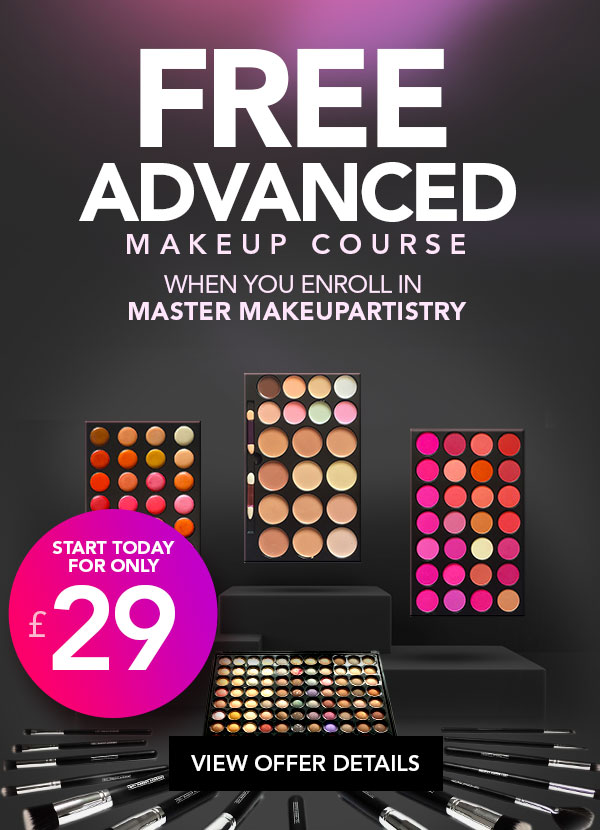 FREE
ADVANCED
MAKEUP COURSE
WHEN YOU ENROLL IN
MASTER MAKEUPARTISTRY
START TODAY
FOR ONLY
£29
VIEW OFFER DETAILS